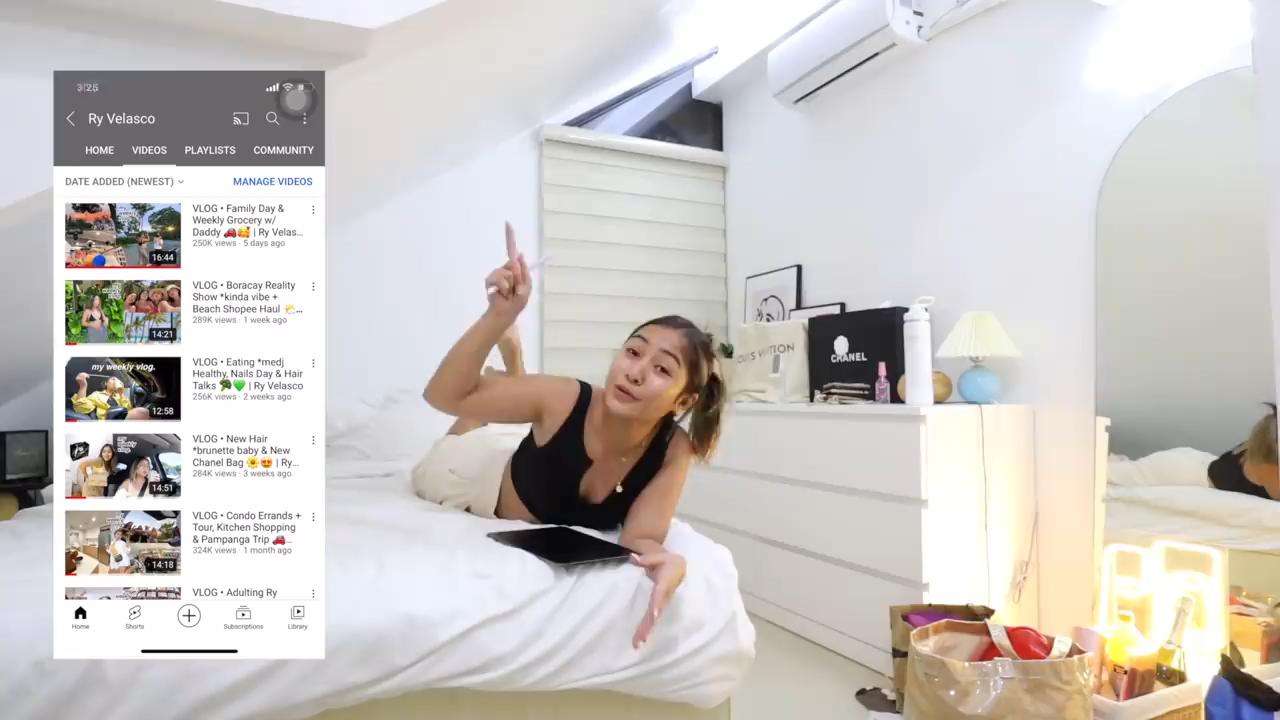 3:25
Ry Velasco
HOME VIDEOS PLAYLISTS COMMUNITY
DATE ADDED (NEWEST) MANAGE VIDEOS
VLOG • Family Day &
Weekly Grocery w/
Daddy 🚗🥰 | Ry Velas...
250K views · 5 days ago
16:44
VLOG • Boracay Reality
Show *kinda vibe +
Beach Shopee Haul ⛅...
289K views · 1 week ago
14:21
my weekly vlog.
VLOG • Eating *medj
Healthy, Nails Day & Hair
Talks 🥦💚 | Ry Velasco
256K views · 2 weeks ago
12:58
VLOG • New Hair
*brunette baby & New
Chanel Bag 🌻😍 | Ry...
284K views · 3 weeks ago
14:51
VLOG • Condo Errands +
Tour, Kitchen Shopping
& Pampanga Trip 🚗...
324K views · 1 month ago
14:18
VLOG • Adulting Ry
Home Shorts Subscriptions Library
VUITTON
CHANEL